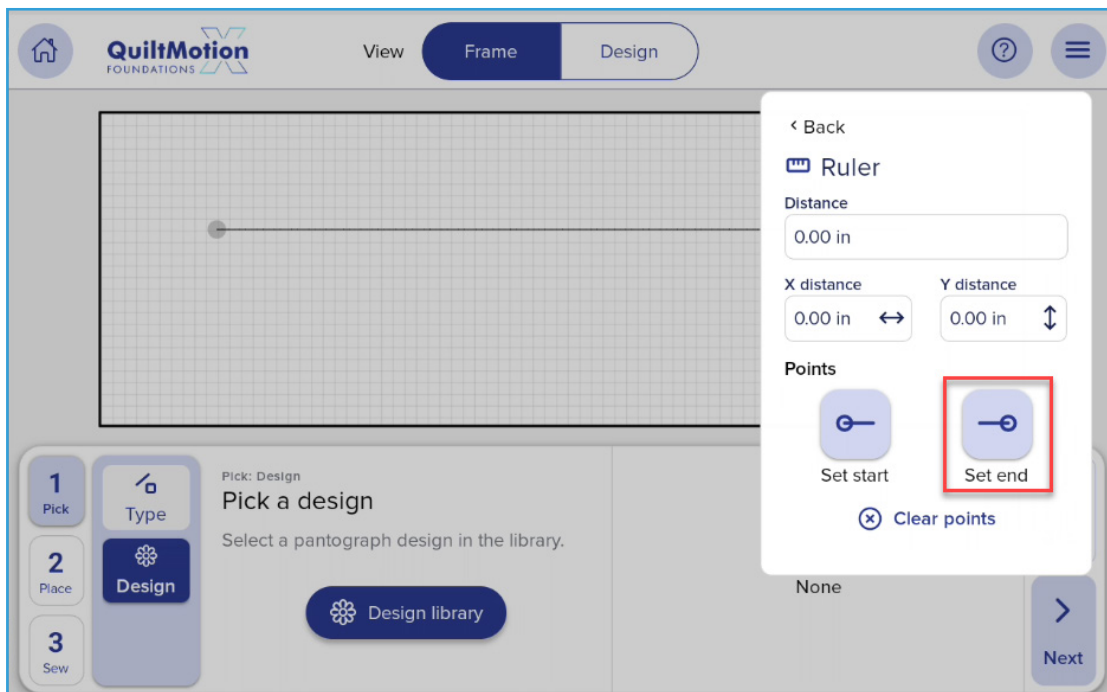 QuiltMotion
FOUNDATIONS
View
Frame
Design
?
< Back
Ruler
Distance
0.00 in
X distance
Y distance
0.00 in
0.00 in
Points
Set start
Set end
Clear points
1
Pick
2
Place
3
Sew
Type
Design
Pick: Design
Pick a design
Select a pantograph design in the library.
Design library
None
Next